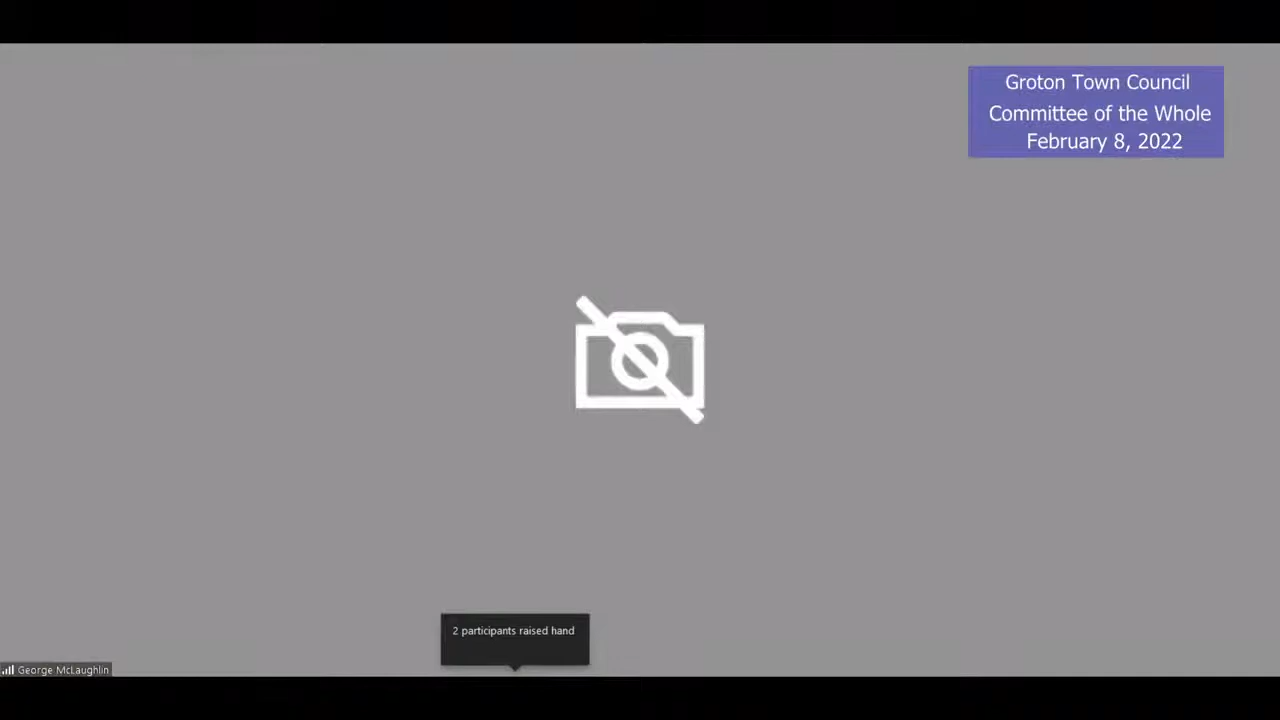 Groton Town Council
Committee of the Whole
February 8, 2022
2 participants raised hand
George McLaughlin